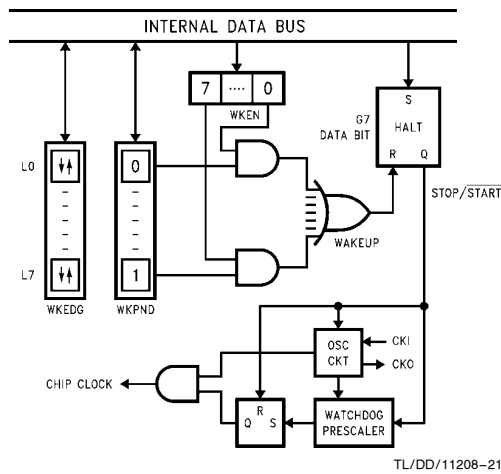 INTERNAL DATA BUS
7 .... 0
WKEN
G7
DATA BIT
S
HALT
R Q
L0
0
STOP/START
WAKEUP
L7
1
WKEDG
WKPND
OSC
CKT
CKI
CKO
CHIP CLOCK
R
Q S
WATCHDOG
PRESCALER
TL/DD/11208–21